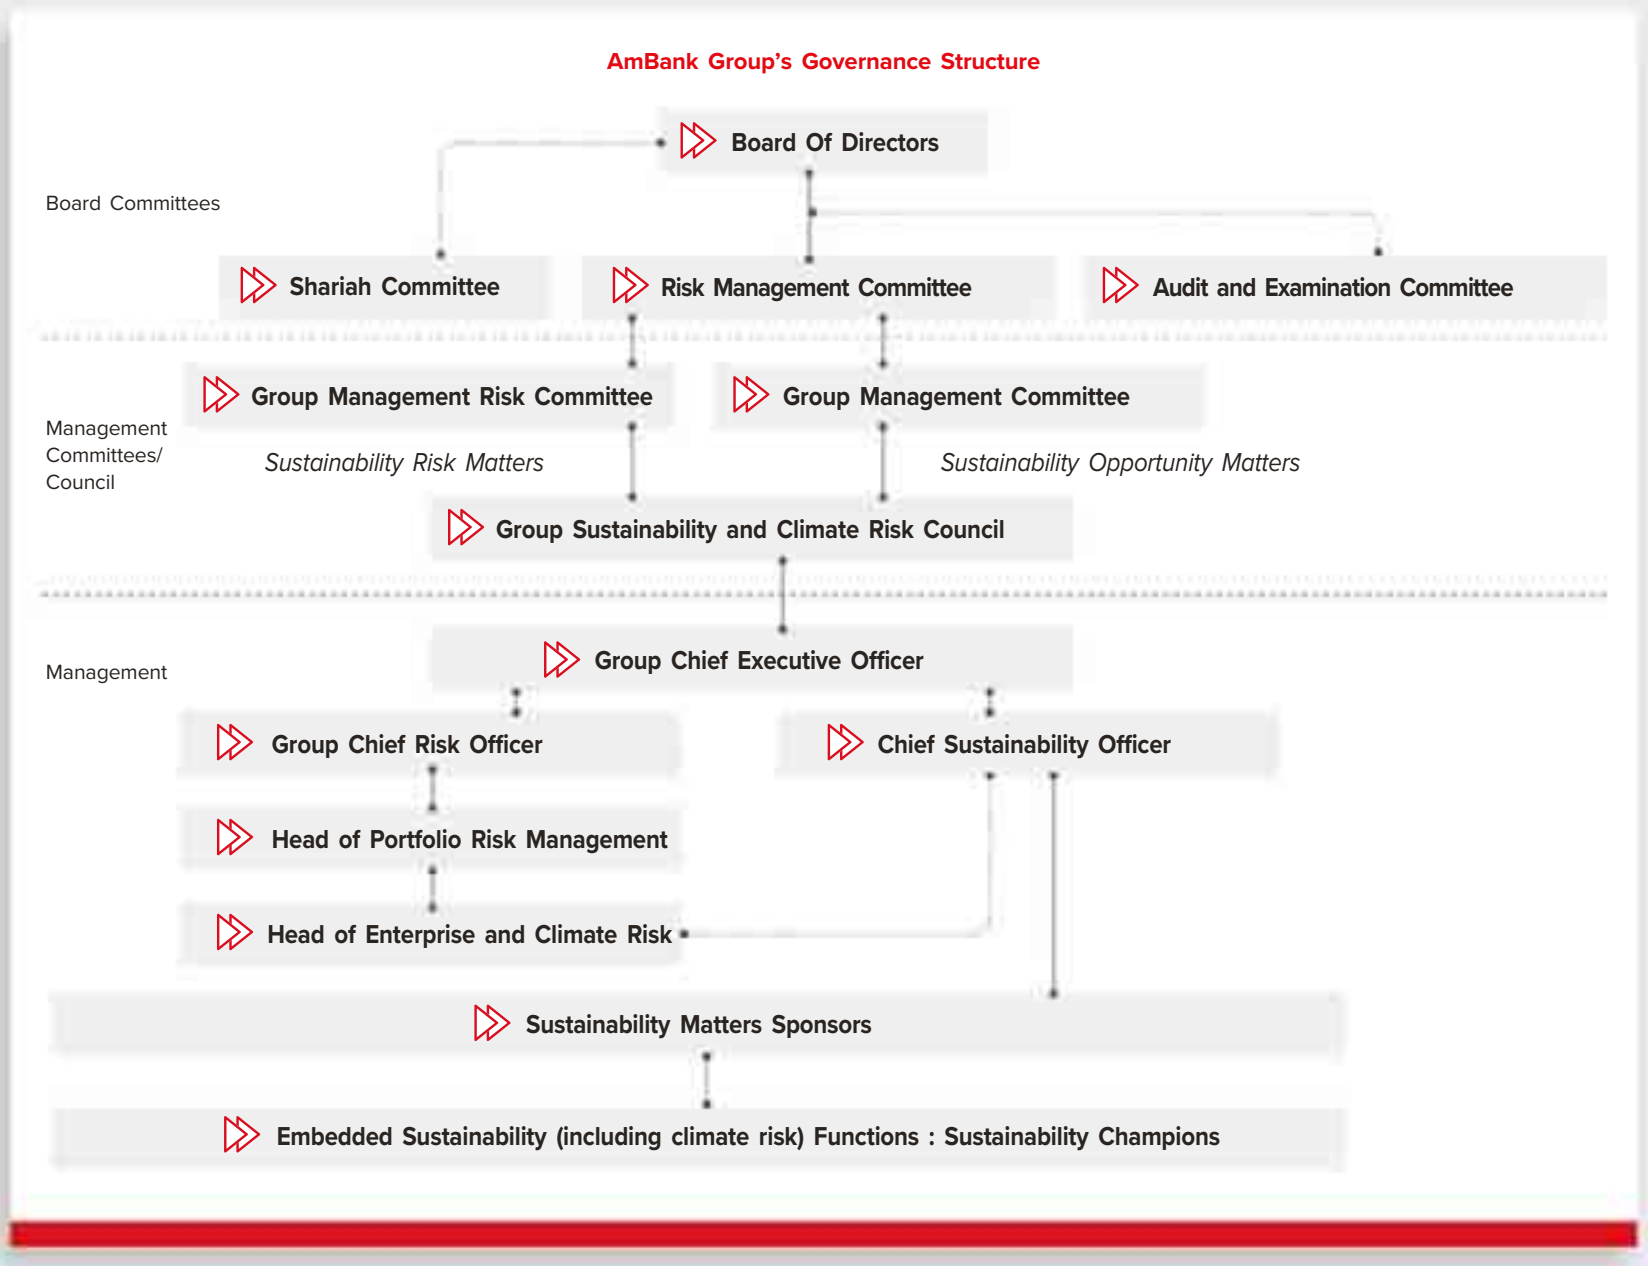 AmBank Group's Governance Structure
Board Of Directors
Board Committees
Shariah Committee
Risk Management Committee
Audit and Examination Committee
Group Management Risk Committee
Group Management Committee
Management
Committees/
Council
Sustainability Risk Matters
Sustainability Opportunity Matters
Group Sustainability and Climate Risk Council
Group Chief Executive Officer
Management
Group Chief Risk Officer
Chief Sustainability Officer
Head of Portfolio Risk Management
Head of Enterprise and Climate Risk
Sustainability Matters Sponsors
Embedded Sustainability (including climate risk) Functions : Sustainability Champions